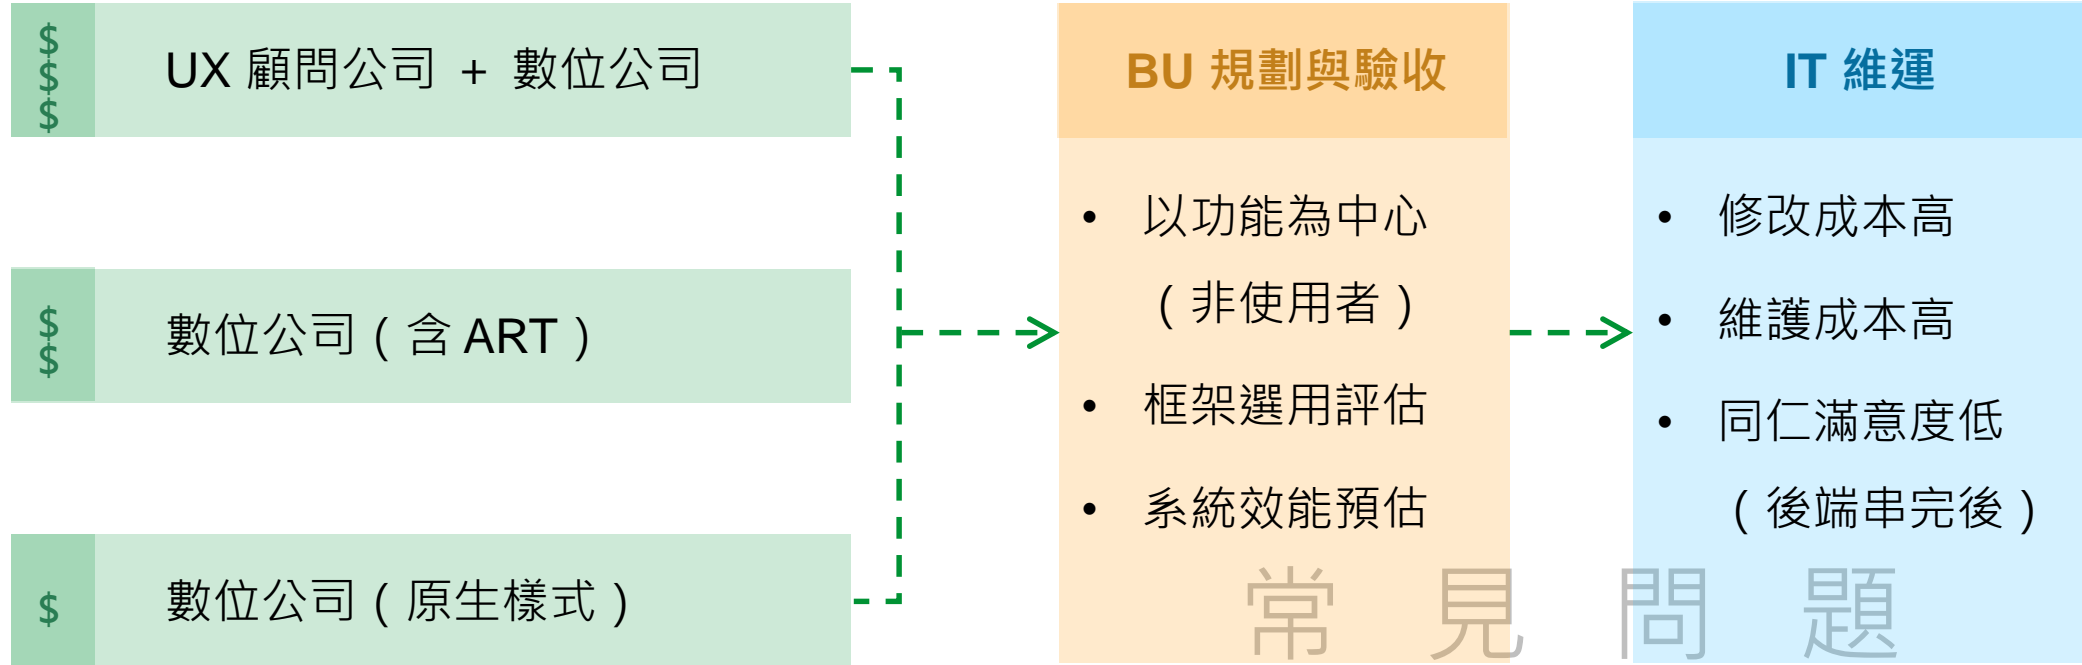 $
$
$
UX 顧問公司 + 數位公司
$
$
數位公司（含 ART）
$
數位公司（原生樣式）
BU 規劃與驗收
• 以功能為中心
（非使用者）
• 框架選用評估
• 系統效能預估
IT 維運
• 修改成本高
• 維護成本高
• 同仁滿意度低
（後端串完後）
常見問題